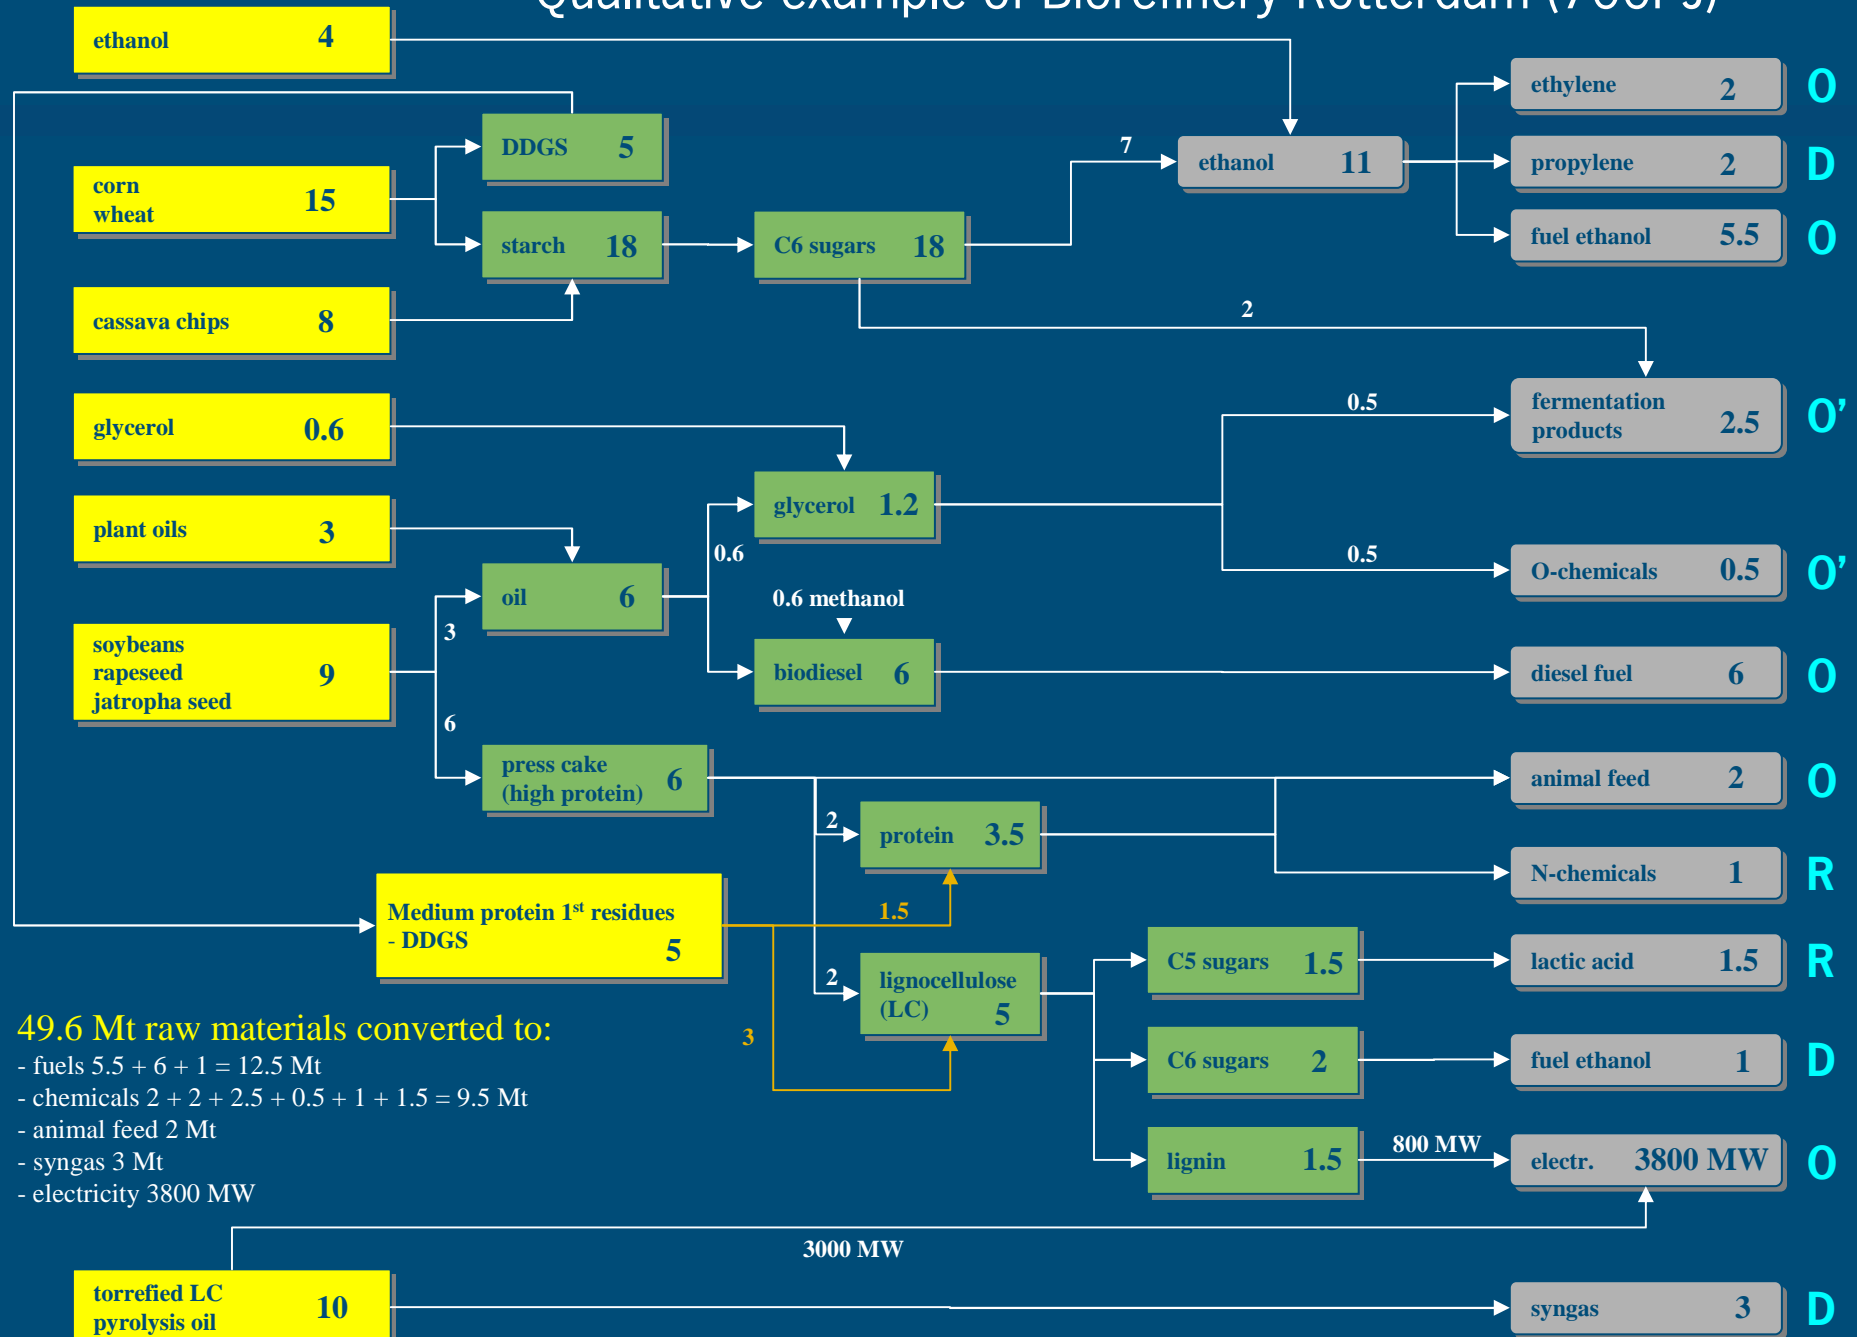 Qualitative example of Biorefinery Rotterdam
ethanol 4
ethylene 2 O
DDGS 5
7
ethanol 11
propylene 2 D
corn
wheat 15
starch 18
C6 sugars 18
fuel ethanol 5.5 O
cassava chips 8
2
glycerol 0.6
0.5
fermentation
products 2.5 O’
glycerol 1.2
plant oils 3
0.6
0.5
O-chemicals 0.5 O’
oil 6
0.6 methanol
3
soybeans
rapeseed 9
jatropha seed
biodiesel 6
diesel fuel 6 O
6
press cake
(high protein) 6
animal feed 2 O
2
protein 3.5
N-chemicals 1 R
Medium protein 1st residues
- DDGS 5
1.5
C5 sugars 1.5
lactic acid 1.5 R
2
lignocellulose
(LC) 5
3
C6 sugars 2
fuel ethanol 1 D
49.6 Mt raw materials converted to:
- fuels 5.5 + 6 + 1 = 12.5 Mt
- chemicals 2 + 2 + 2.5 + 0.5 + 1 + 1.5 = 9.5 Mt
- animal feed 2 Mt
- syngas 3 Mt
- electricity 3800 MW
lignin 1.5
800 MW
electr. 3800 MW O
3000 MW
torrefied LC
pyrolysis oil 10
syngas 3 D